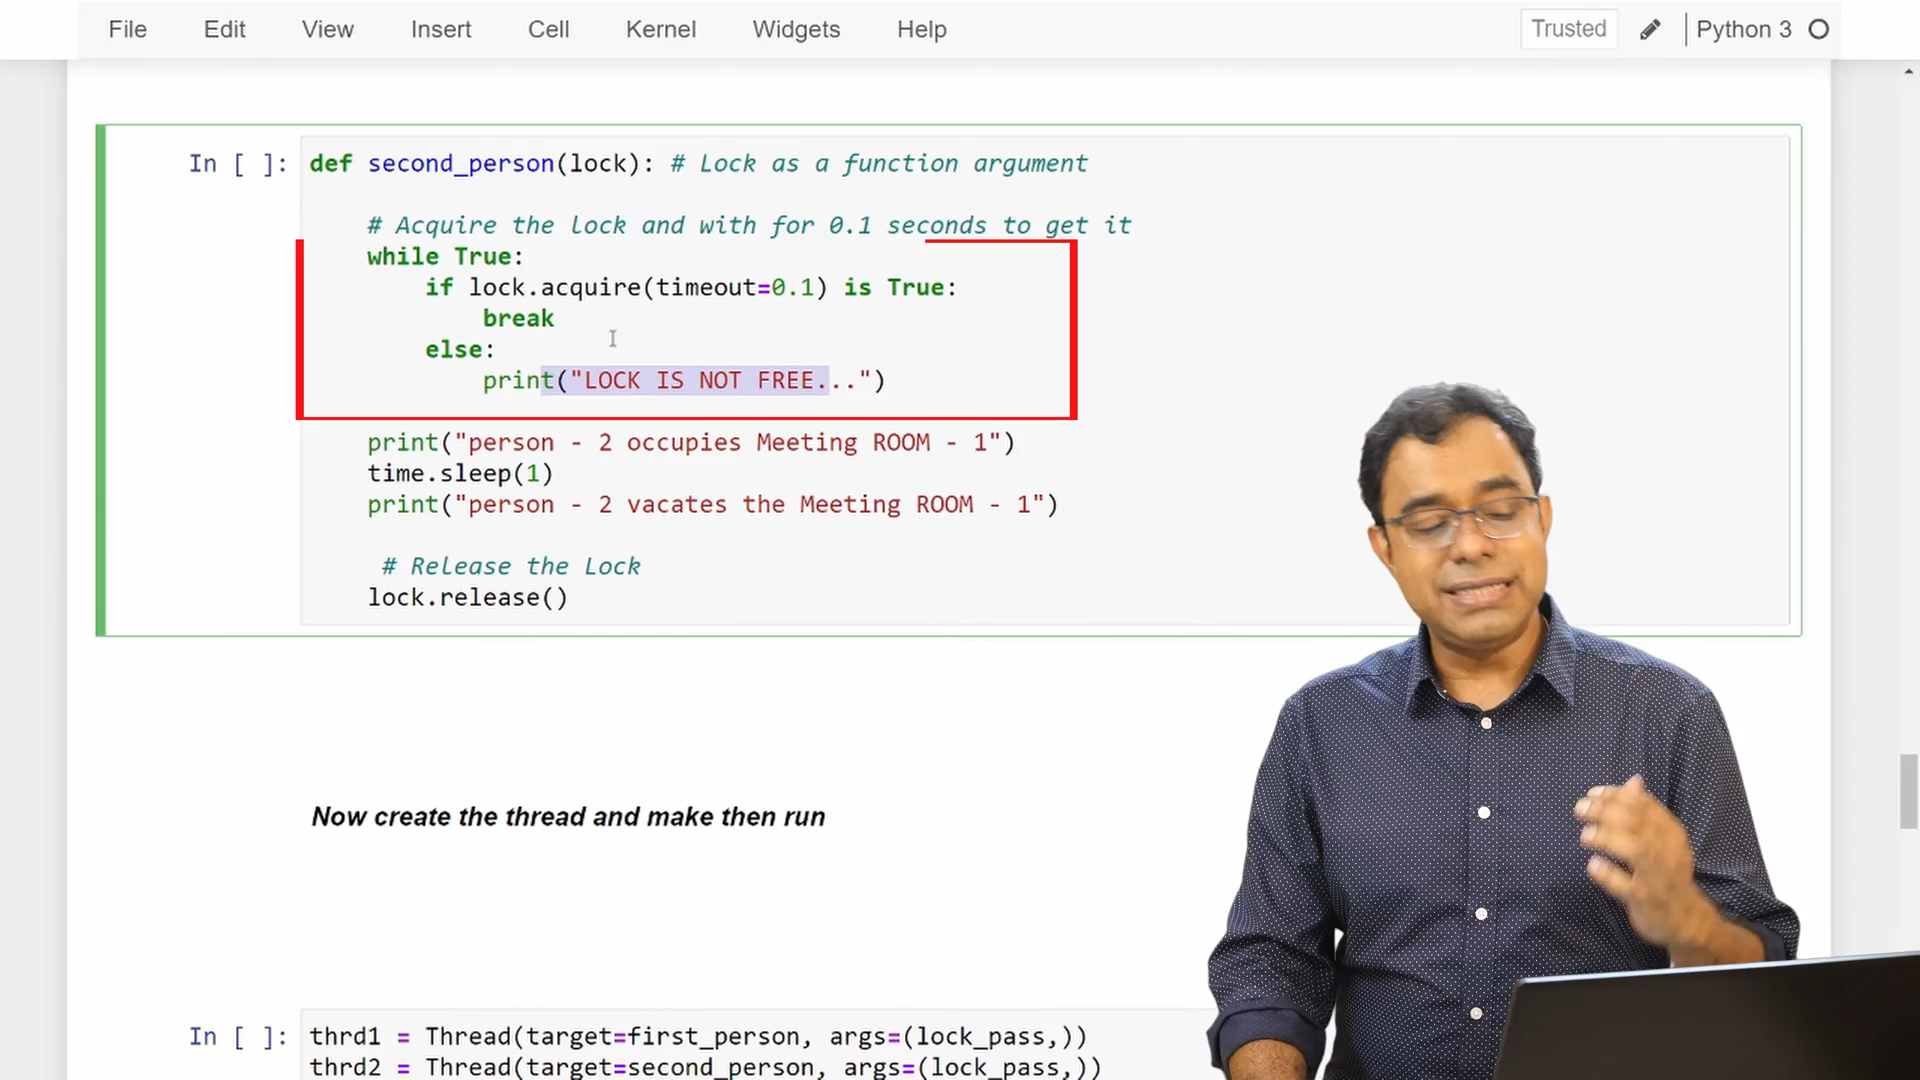 File Edit View Insert Cell Kernel Widgets Help Trusted Python 3
In [ ]: def second_person(lock): # Lock as a function argument
# Acquire the lock and with for 0.1 seconds to get it
while True:
if lock.acquire(timeout=0.1) is True:
break
else:
print("LOCK IS NOT FREE...")
print("person - 2 occupies Meeting ROOM - 1")
time.sleep(1)
print("person - 2 vacates the Meeting ROOM - 1")
# Release the Lock
lock.release()
Now create the thread and make then run
In [ ]: thrd1 = Thread(target=first_person, args=(lock_pass,))
thrd2 = Thread(target=second_person, args=(lock_pass,))